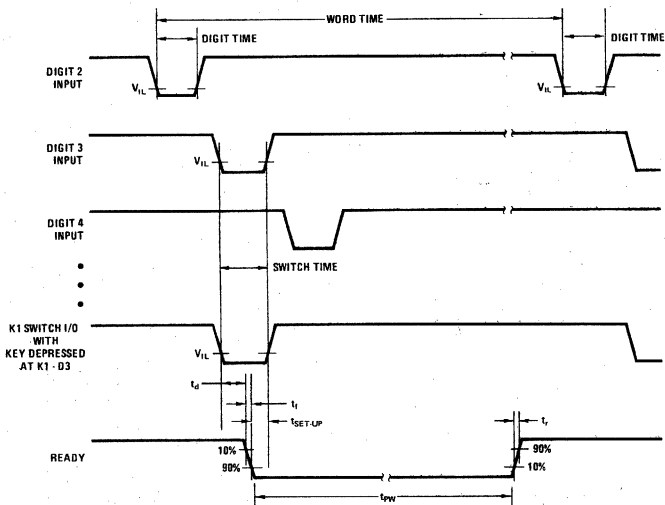 WORD TIME
DIGIT TIME
DIGIT TIME
DIGIT 2
INPUT
VIL
VIL
DIGIT 3
INPUT
VIL
DIGIT 4
INPUT
SWITCH TIME
K1 SWITCH I/O
WITH
KEY DEPRESSED
AT K1 - D3
VIL
td
tf
tSET-UP
tr
READY
10%
90%
90%
10%
tPW